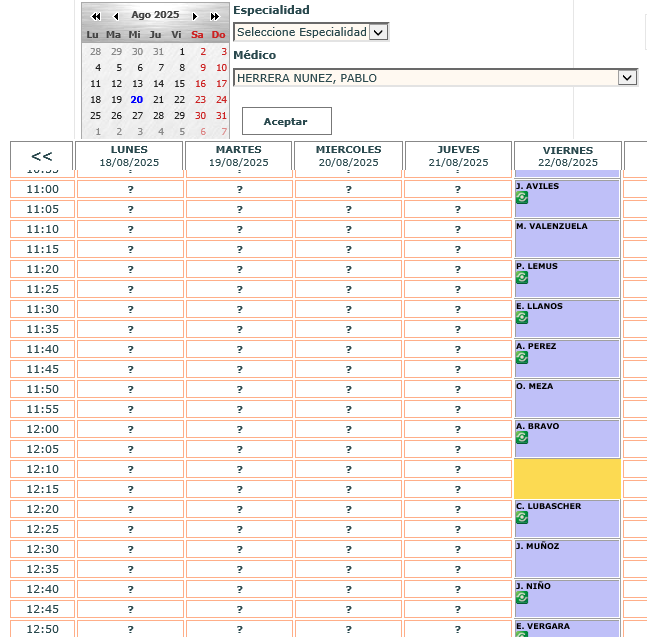 Especialidad
Ago 2025
Seleccione Especialidad
Lu Ma Mi Ju Vi Sa Do
28 29 30 31 1 2 3
4 5 6 7 8 9 10
11 12 13 14 15 16 17
18 19 20 21 22 23 24
25 26 27 28 29 30 31
1 2 3 4 5 6 7
Médico
HERRERA NUNEZ, PABLO
Aceptar
<< LUNES MARTES MIERCOLES JUEVES VIERNES
18/08/2025 19/08/2025 20/08/2025 21/08/2025 22/08/2025
11:00 ? ? ? ? J. AVILES
11:05 ? ? ? ?
11:10 ? ? ? ? M. VALENZUELA
11:15 ? ? ? ?
11:20 ? ? ? ? P. LEMUS
11:25 ? ? ? ?
11:30 ? ? ? ? E. LLANOS
11:35 ? ? ? ?
11:40 ? ? ? ? A. PEREZ
11:45 ? ? ? ?
11:50 ? ? ? ? O. MEZA
11:55 ? ? ? ?
12:00 ? ? ? ? A. BRAVO
12:05 ? ? ? ?
12:10 ? ? ? ?
12:15 ? ? ? ?
12:20 ? ? ? ? C. LUBASCHER
12:25 ? ? ? ?
12:30 ? ? ? ? J. MUÑOZ
12:35 ? ? ? ?
12:40 ? ? ? ? J. NIÑO
12:45 ? ? ? ?
12:50 ? ? ? ? E. VERGARA